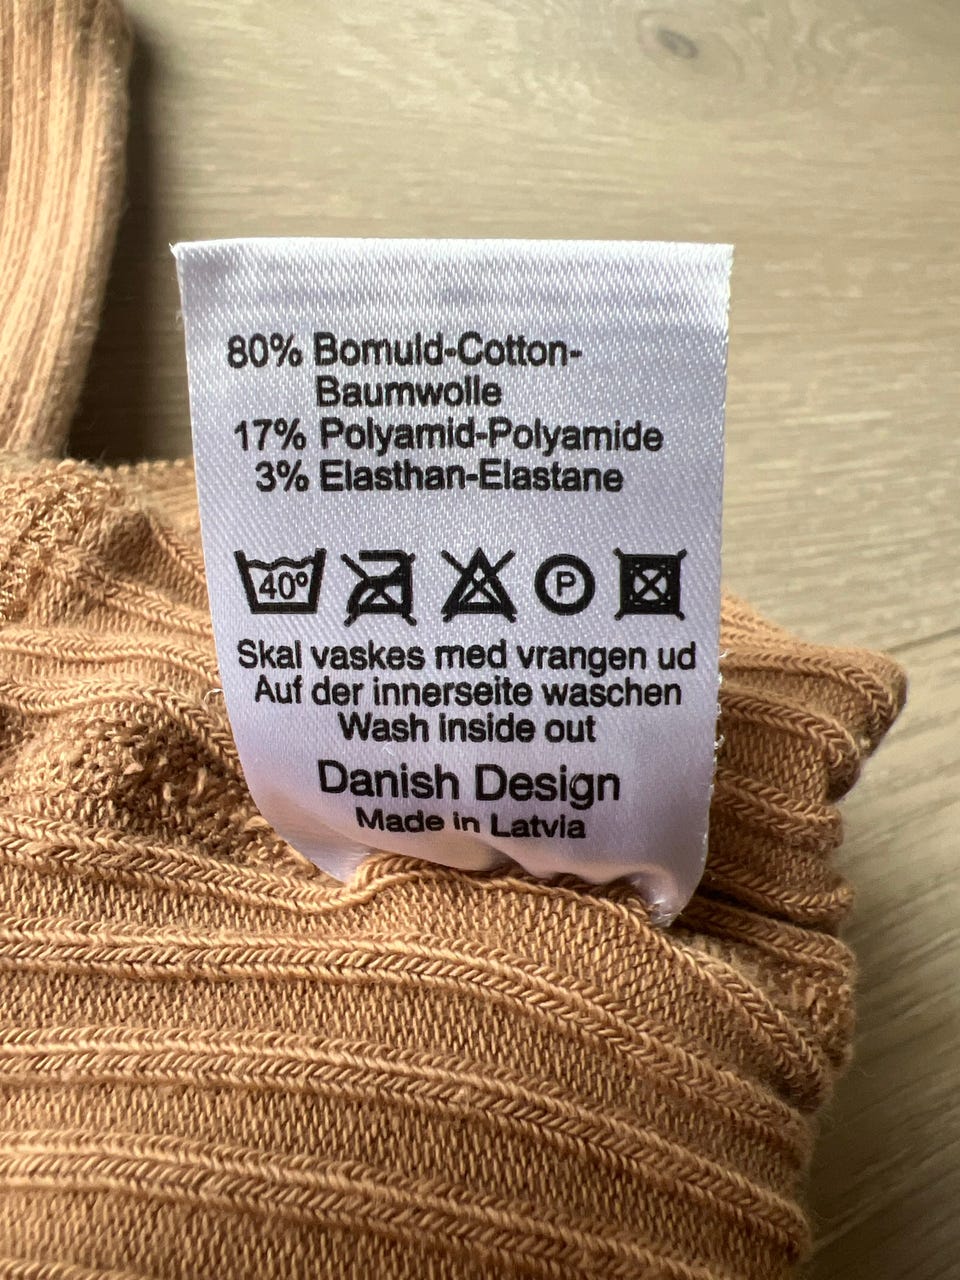 80% Bomuld-Cotton-
Baumwolle
17% Polyamid-Polyamide
3% Elasthan-Elastane
40° P
Skal vaskes med vrangen ud
Auf der innerseite waschen
Wash inside out
Danish Design
Made in Latvia